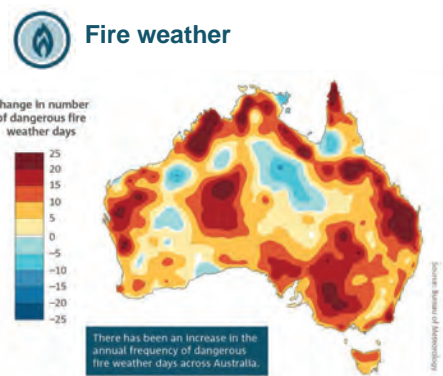 Fire weather
hange in number
of dangerous fire
weather days
25
20
15
10
5
0
-5
-10
-15
-20
-25
There has been an increase in the
annual frequency of dangerous
fire weather days across Australia.
Source: Bureau of Meteorology